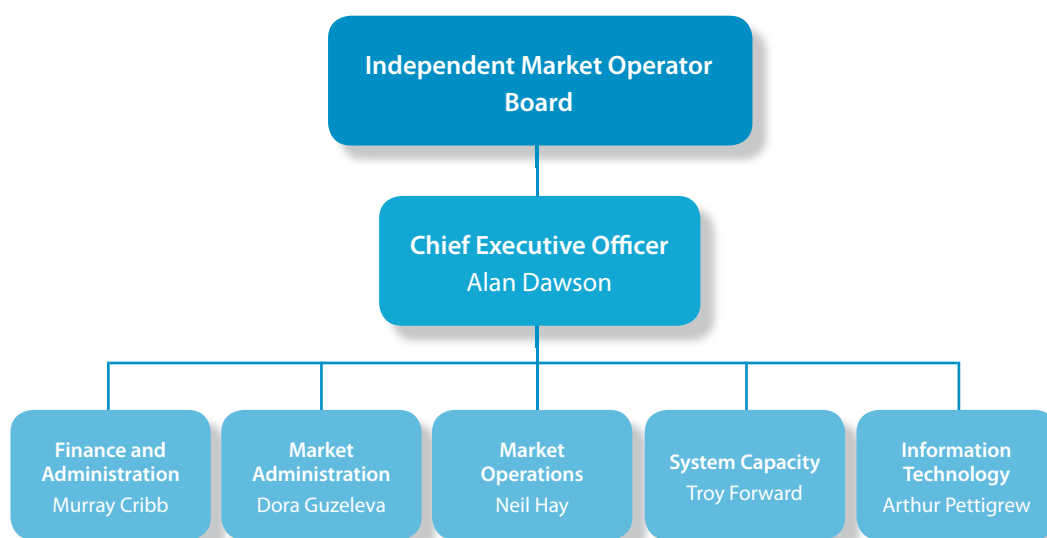 Independent Market Operator
Board
Chief Executive Officer
Alan Dawson
Finance and
Administration
Murray Cribb
Market
Administration
Dora Guzeleva
Market
Operations
Neil Hay
System Capacity
Troy Forward
Information
Technology
Arthur Pettigrew